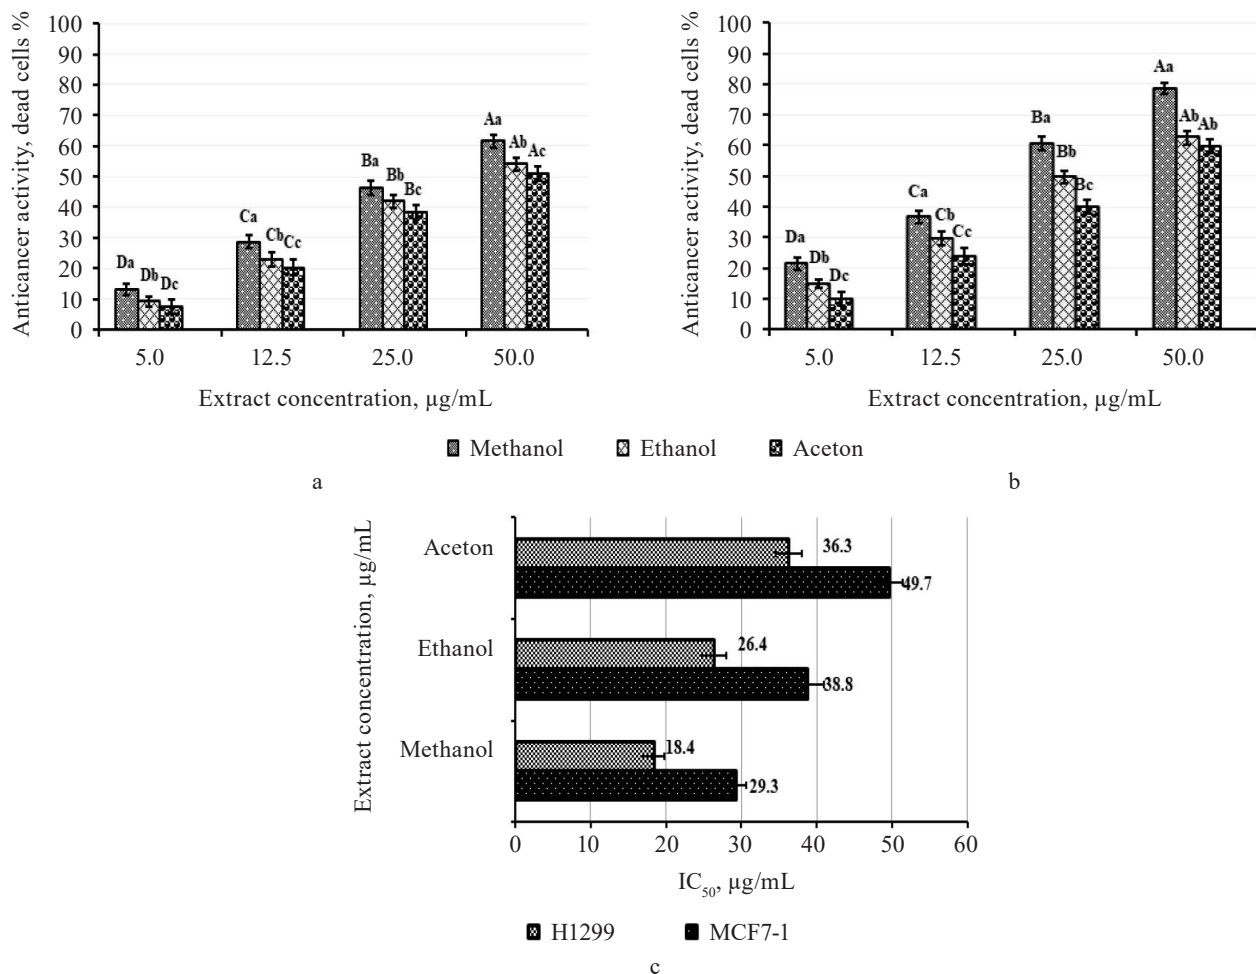 Anticancer activity, dead cells %
100
90
80
70
60
50
40
30
20
10
0
Da
Db
Dc
Ca
Cb
Cc
Ba
Bb
Bc
Aa
Ab
Ac
5.0 12.5 25.0 50.0
Extract concentration, µg/mL
Anticancer activity, dead cells %
100
90
80
70
60
50
40
30
20
10
0
Da
Db
Dc
Ca
Cb
Cc
Ba
Bb
Bc
Aa
Ab
Ab
5.0 12.5 25.0 50.0
Extract concentration, µg/mL
Methanol Ethanol Aceton
a
b
Extract concentration, µg/mL
Aceton
36.3
49.7
Ethanol
26.4
38.8
Methanol
18.4
29.3
0 10 20 30 40 50 60
IC50, µg/mL
H1299 MCF7-1
c